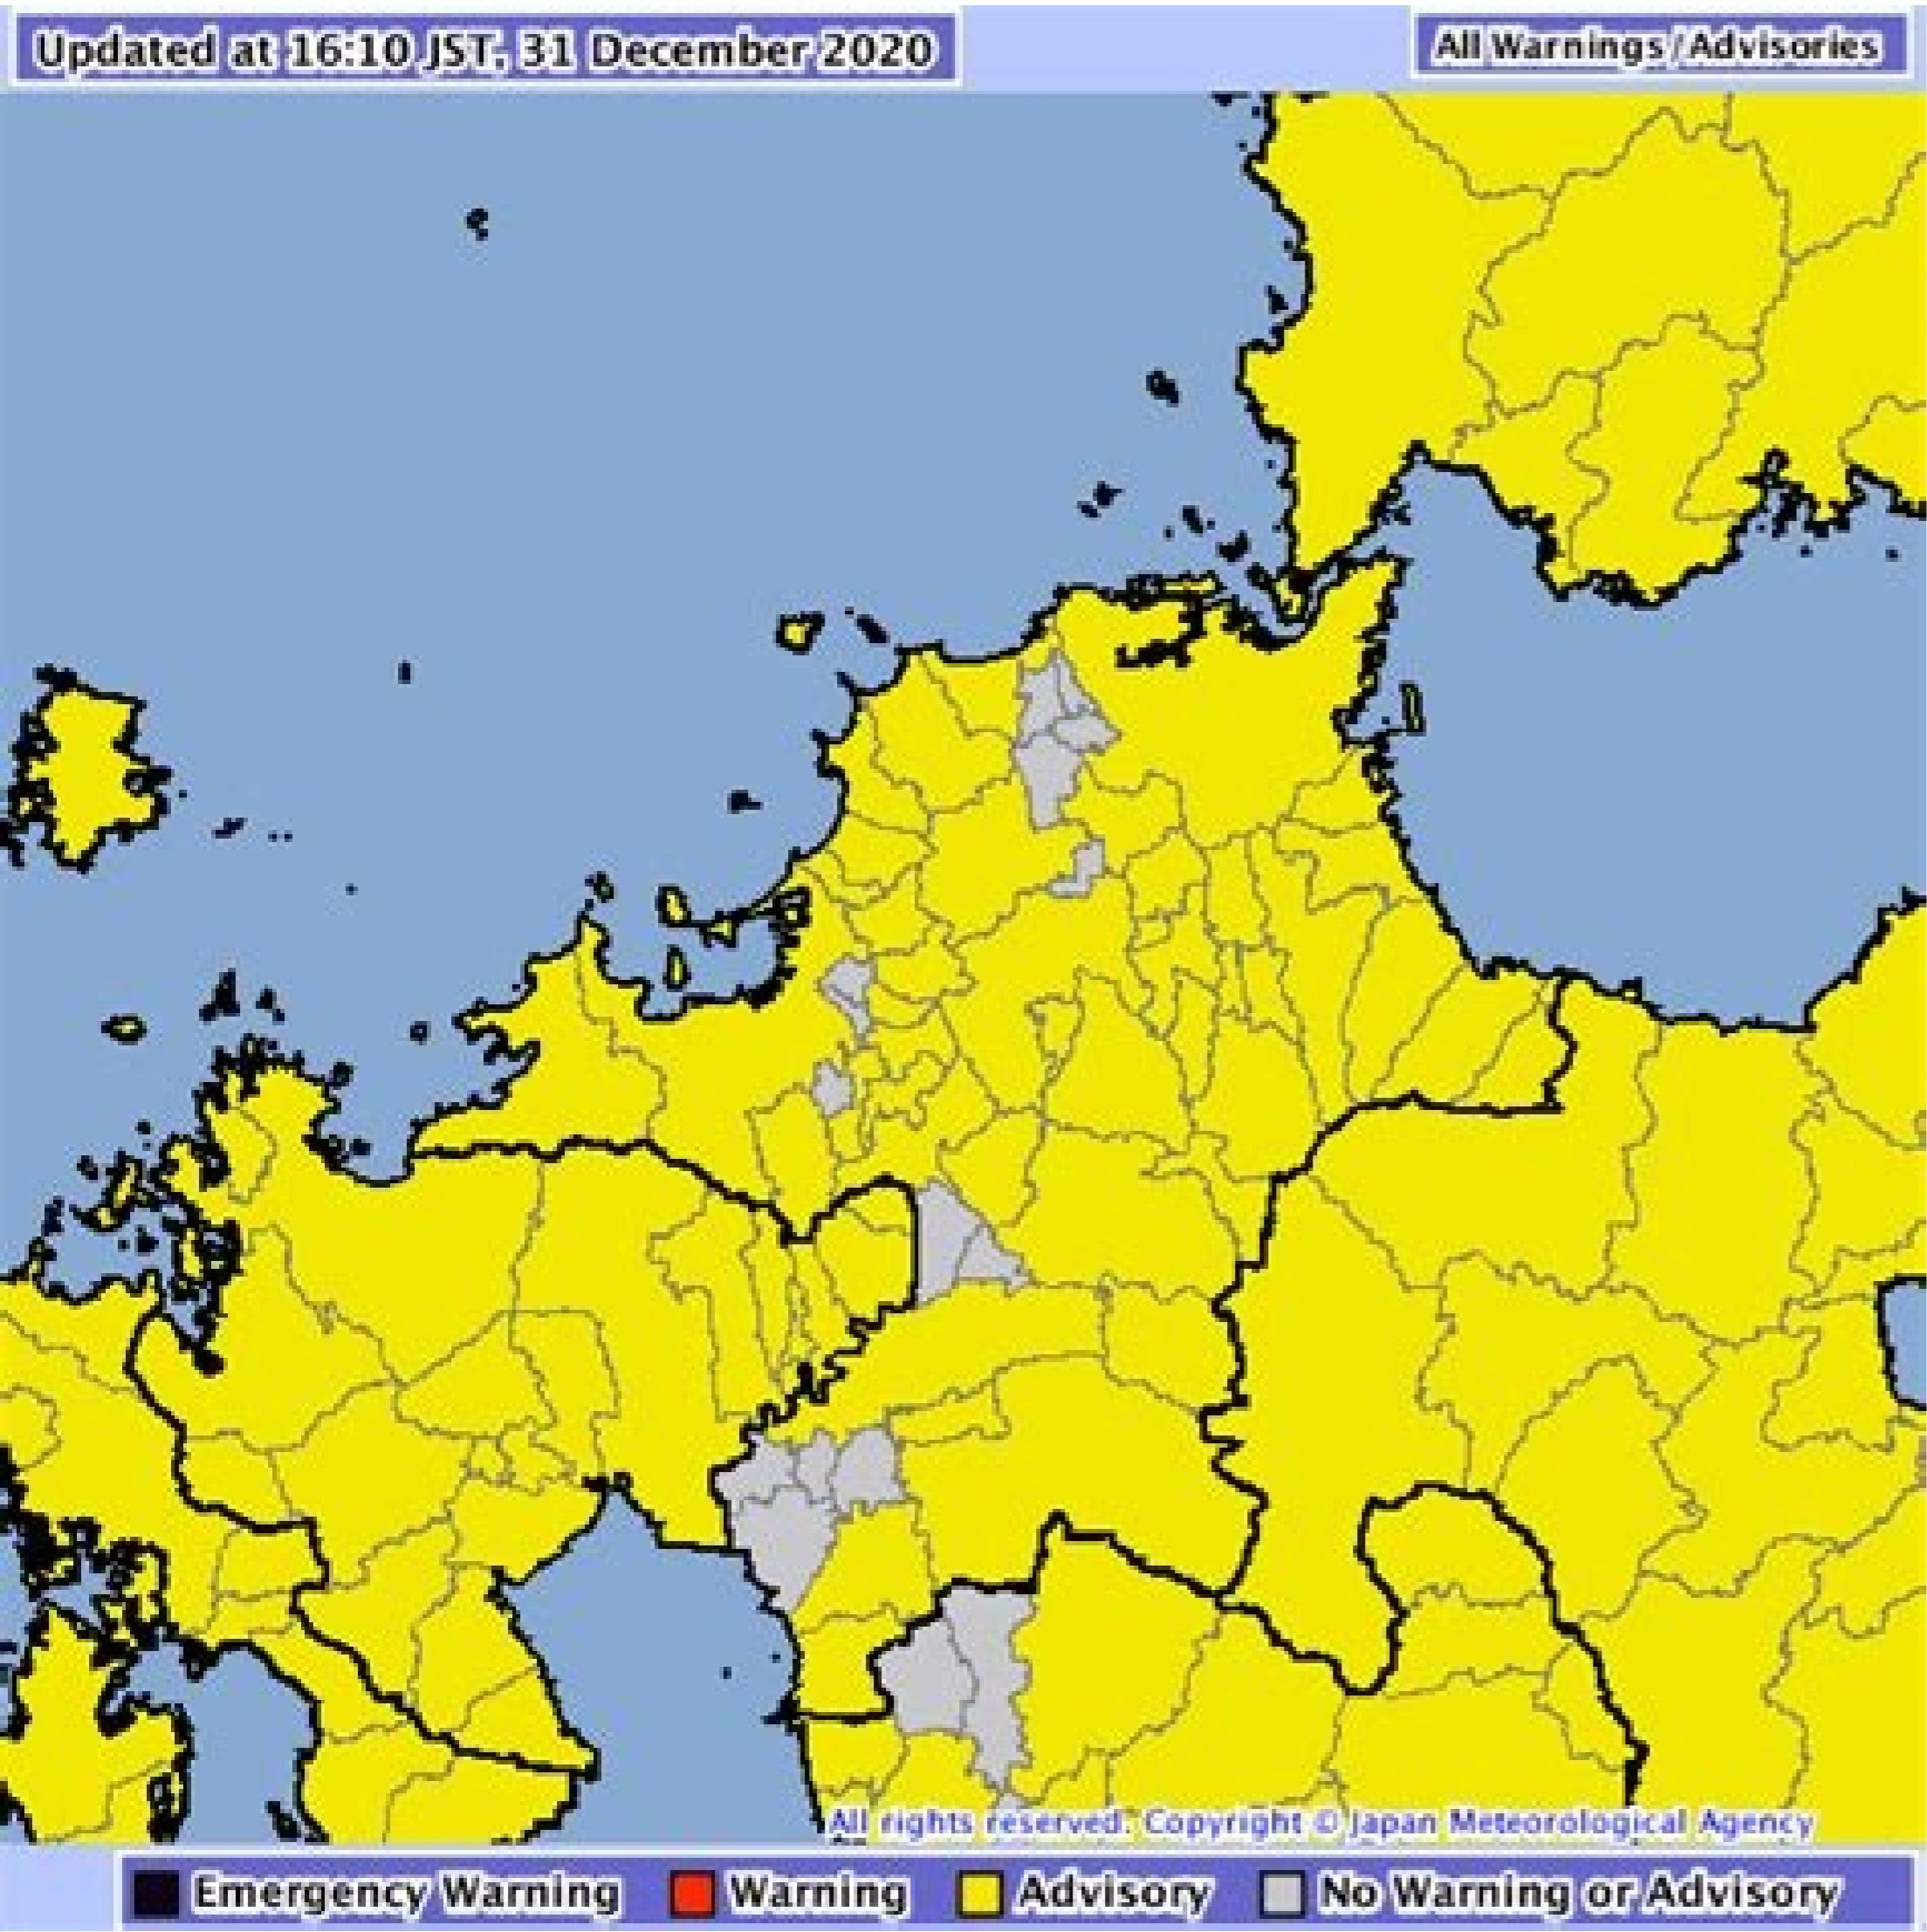 Updated at 16:10 JST, 31 December 2020
All Warnings/Advisories
All rights reserved. Copyright © Japan Meteorological Agency
Emergency Warning
Warning
Advisory
No Warning or Advisory